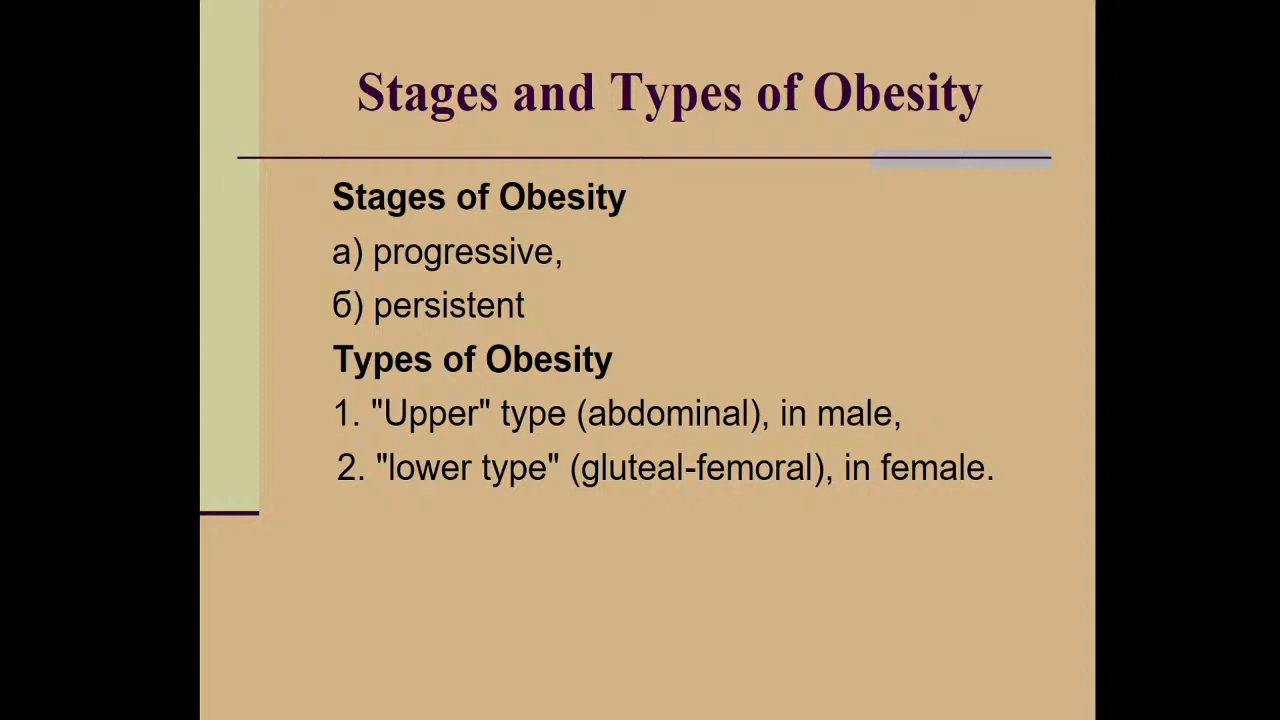 Stages and Types of Obesity
Stages of Obesity
а) progressive,
б) persistent
Types of Obesity
1. "Upper" type (abdominal), in male,
2. "lower type" (gluteal-femoral), in female.